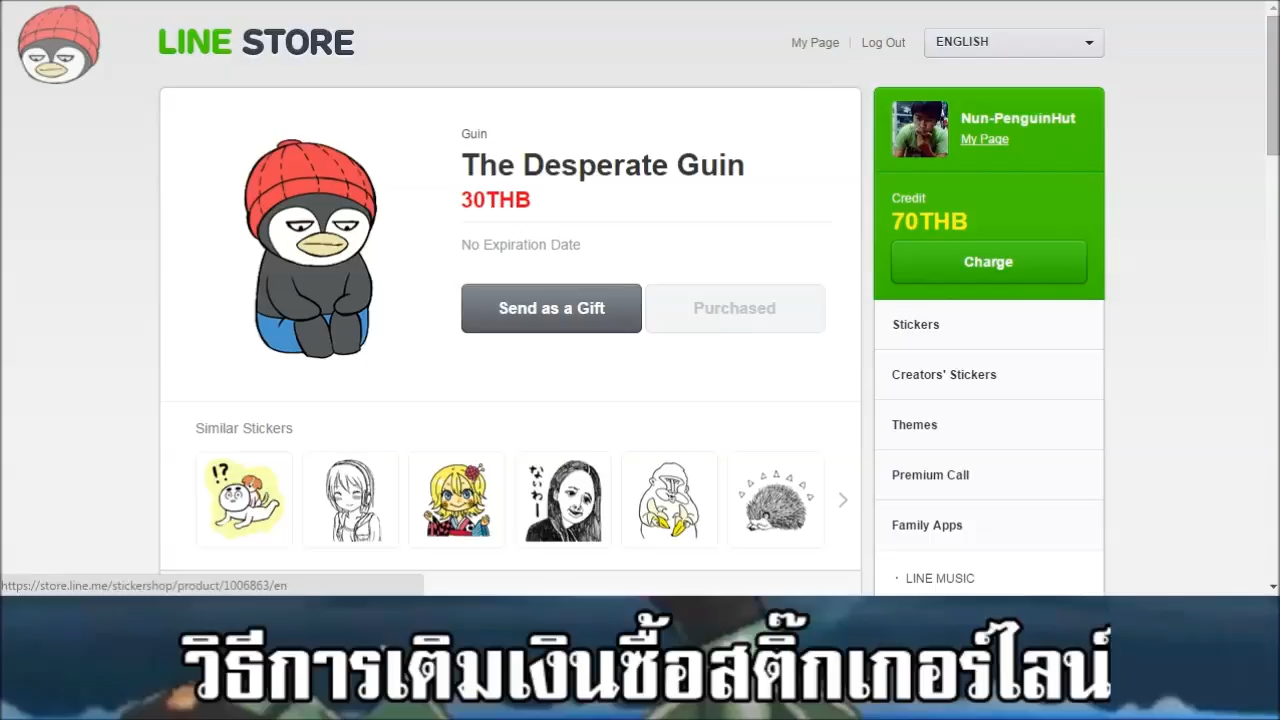 LINE STORE
My Page
Log Out
ENGLISH
Guin
The Desperate Guin
30THB
No Expiration Date
Send as a Gift
Purchased
Similar Stickers
!?
ないわー
Nun-PenguinHut
My Page
Credit
70THB
Charge
Stickers
Creators' Stickers
Themes
Premium Call
Family Apps
· LINE MUSIC
https://store.line.me/stickershop/product/1006863/en
วิธีการเติมเงินซื้อสติ๊กเกอร์ไลน์